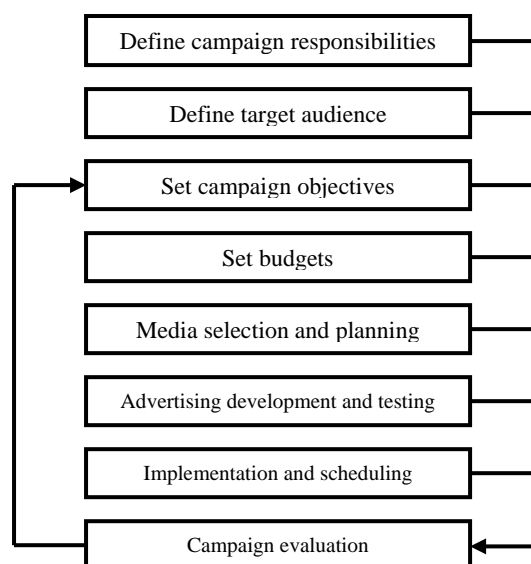 Define campaign responsibilities
Define target audience
Set campaign objectives
Set budgets
Media selection and planning
Advertising development and testing
Implementation and scheduling
Campaign evaluation